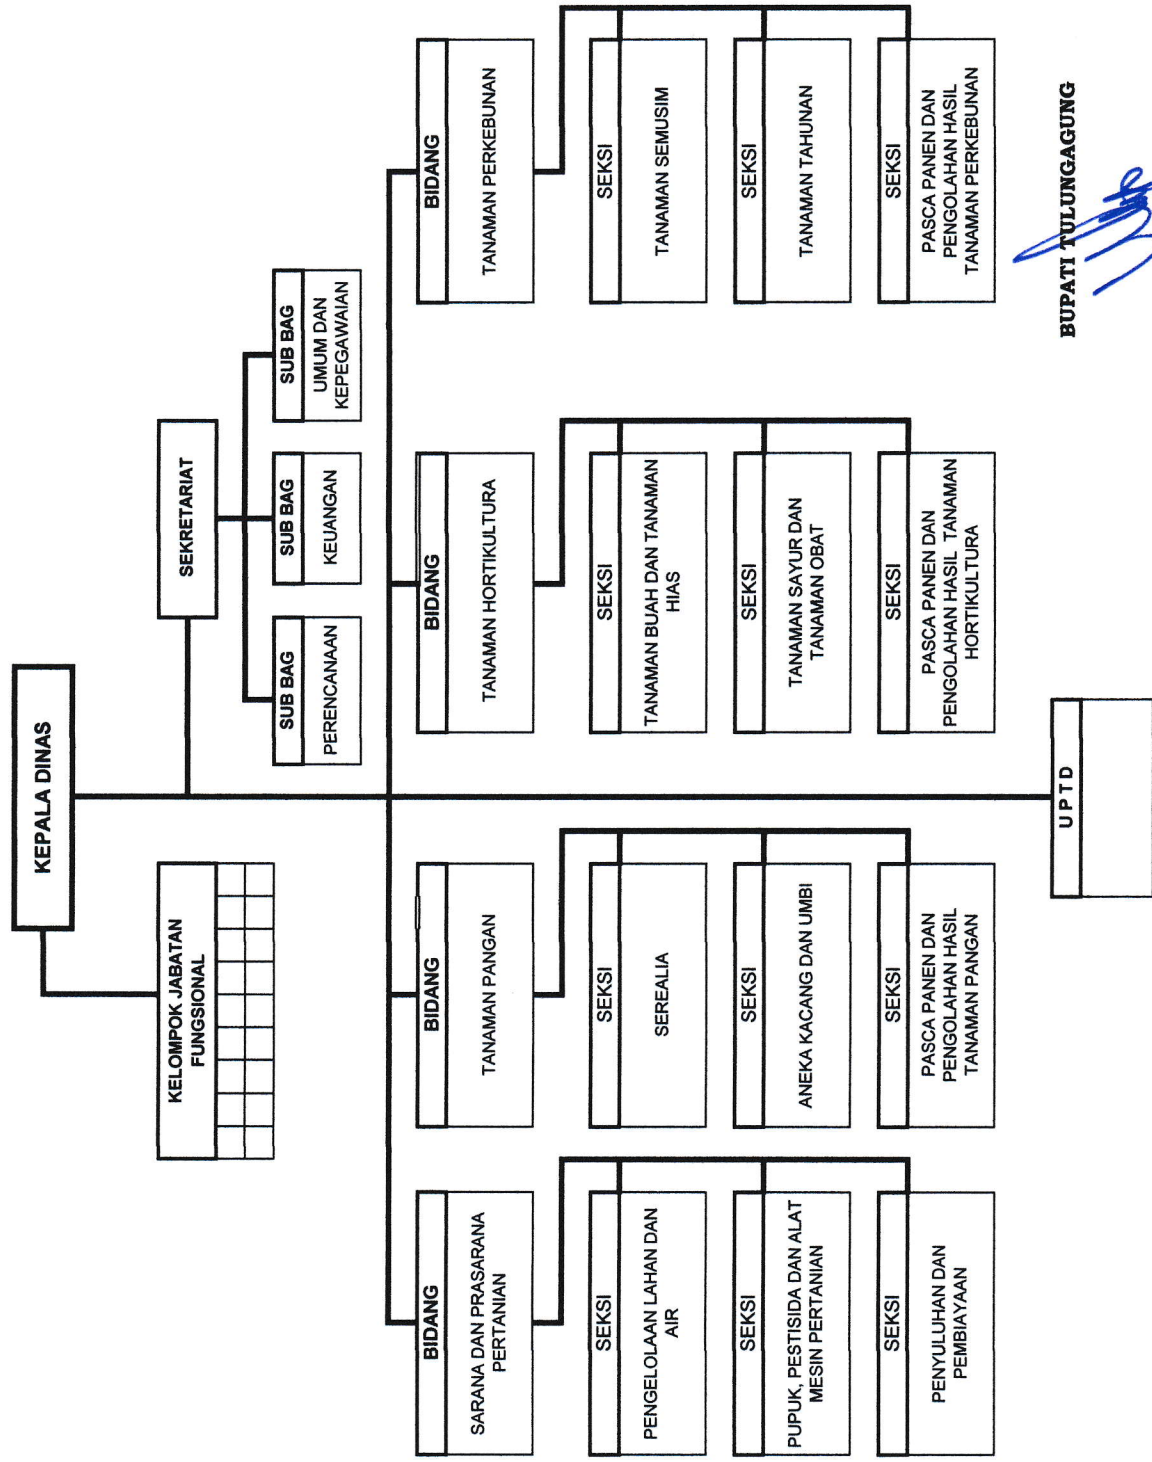 KEPALA DINAS
KELOMPOK JABATAN
FUNGSIONAL
SEKRETARIAT
SUB BAG
PERENCANAAN
SUB BAG
KEUANGAN
SUB BAG
UMUM DAN
KEPEGAWAIAN
BIDANG
SARANA DAN PRASARANA
PERTANIAN
SEKSI
PENGELOLAAN LAHAN DAN
AIR
SEKSI
PUPUK, PESTISIDA DAN ALAT
MESIN PERTANIAN
SEKSI
PENYULUHAN DAN
PEMBIAYAAN
BIDANG
TANAMAN PANGAN
SEKSI
SEREALIA
SEKSI
ANEKA KACANG DAN UMBI
SEKSI
PASCA PANEN DAN
PENGOLAHAN HASIL
TANAMAN PANGAN
BIDANG
TANAMAN HORTIKULTURA
SEKSI
TANAMAN BUAH DAN TANAMAN
HIAS
SEKSI
TANAMAN SAYUR DAN
TANAMAN OBAT
SEKSI
PASCA PANEN DAN
PENGOLAHAN HASIL TANAMAN
HORTIKULTURA
BIDANG
TANAMAN PERKEBUNAN
SEKSI
TANAMAN SEMUSIM
SEKSI
TANAMAN TAHUNAN
SEKSI
PASCA PANEN DAN
PENGOLAHAN HASIL
TANAMAN PERKEBUNAN
U P T D
BUPATI TULUNGAGUNG